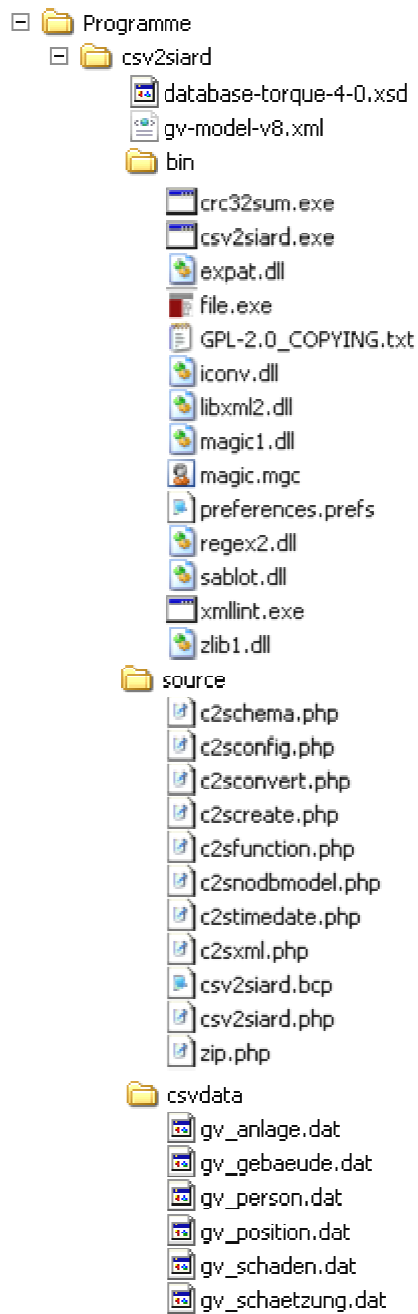 Programme
csv2siard
database-torque-4-0.xsd
gv-model-v8.xml
bin
crc32sum.exe
csv2siard.exe
expat.dll
file.exe
GPL-2.0_COPYING.txt
iconv.dll
libxml2.dll
magic1.dll
magic.mgc
preferences.prefs
regex2.dll
sablot.dll
xmllint.exe
zlib1.dll
source
c2schema.php
c2sconfig.php
c2sconvert.php
c2screate.php
c2sfunction.php
c2snodbmodel.php
c2stimedate.php
c2sxml.php
csv2siard.bcp
csv2siard.php
zip.php
csvdata
gv_anlage.dat
gv_gebaeude.dat
gv_person.dat
gv_position.dat
gv_schaden.dat
gv_schaetzung.dat